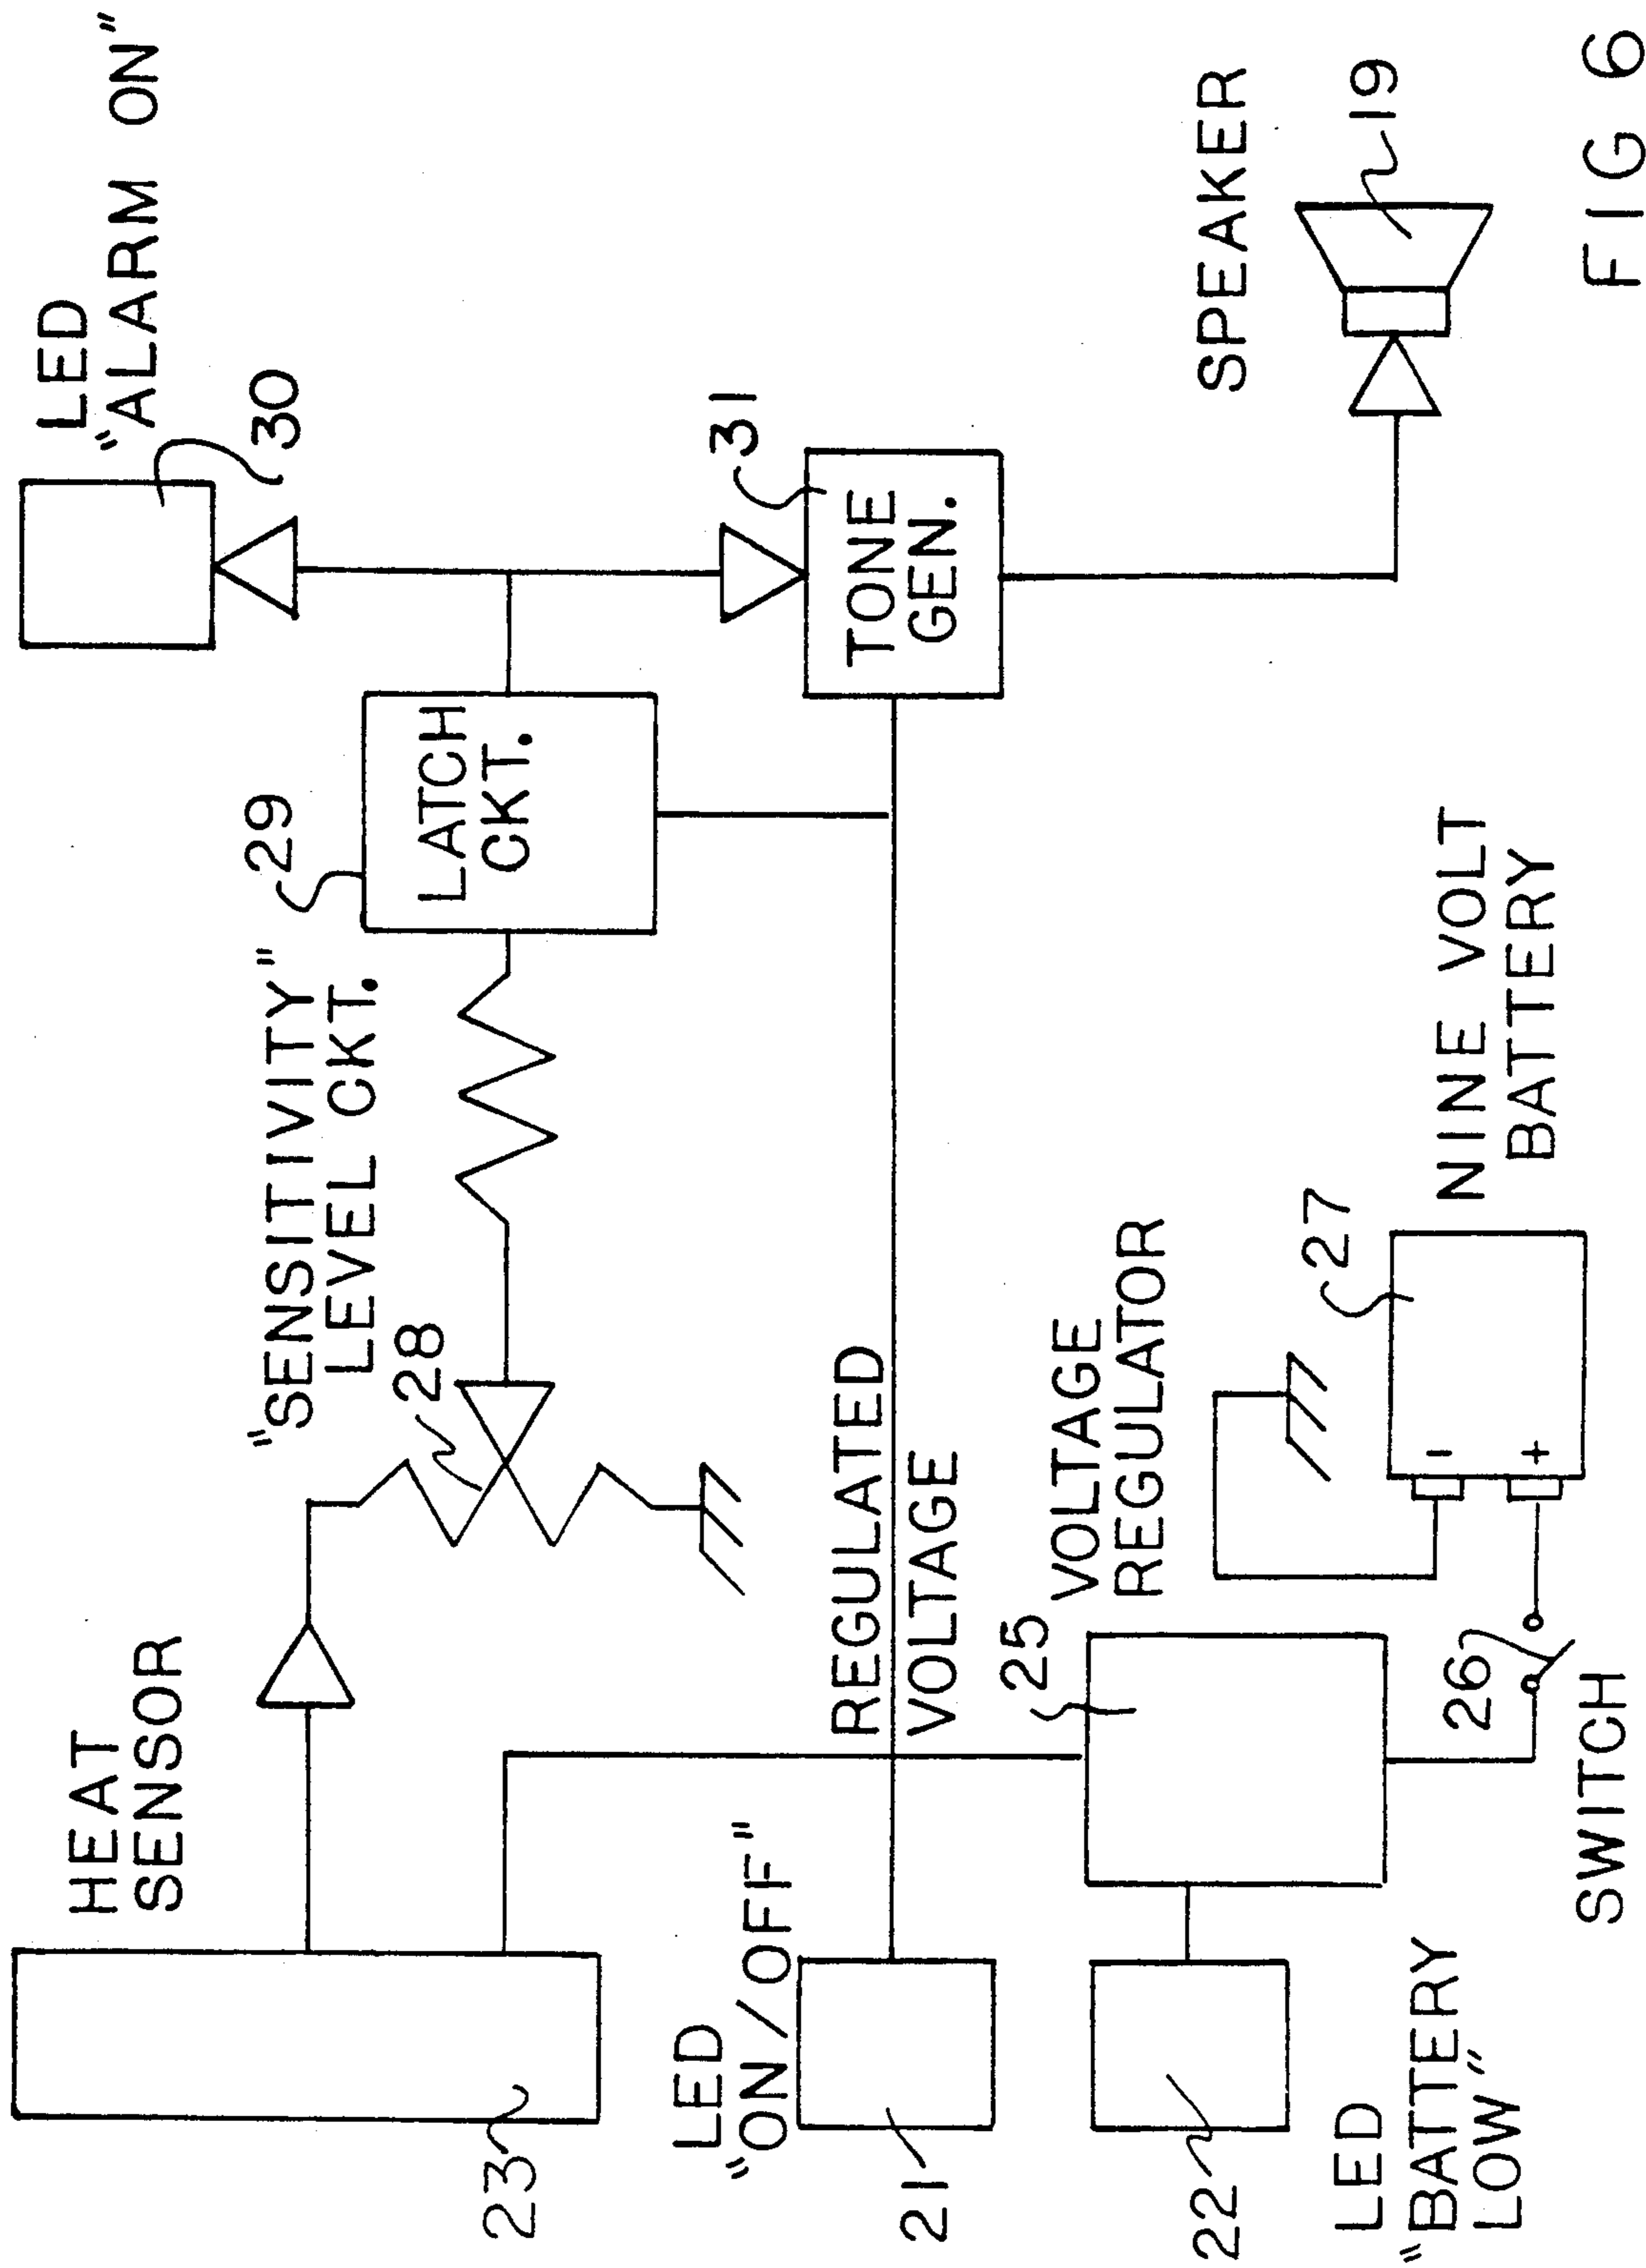 HEAT
SENSOR
23
"SENSITIVITY"
LEVEL CKT.
28
29
LATCH
CKT.
LED
"ALARM ON"
30
31
TONE
GEN.
LED
"ON/OFF"
21
REGULATED
VOLTAGE
25
VOLTAGE
REGULATOR
22
LED
"BATTERY
LOW"
26
SWITCH
27
-
+
NINE VOLT
BATTERY
SPEAKER
19
FIG 6